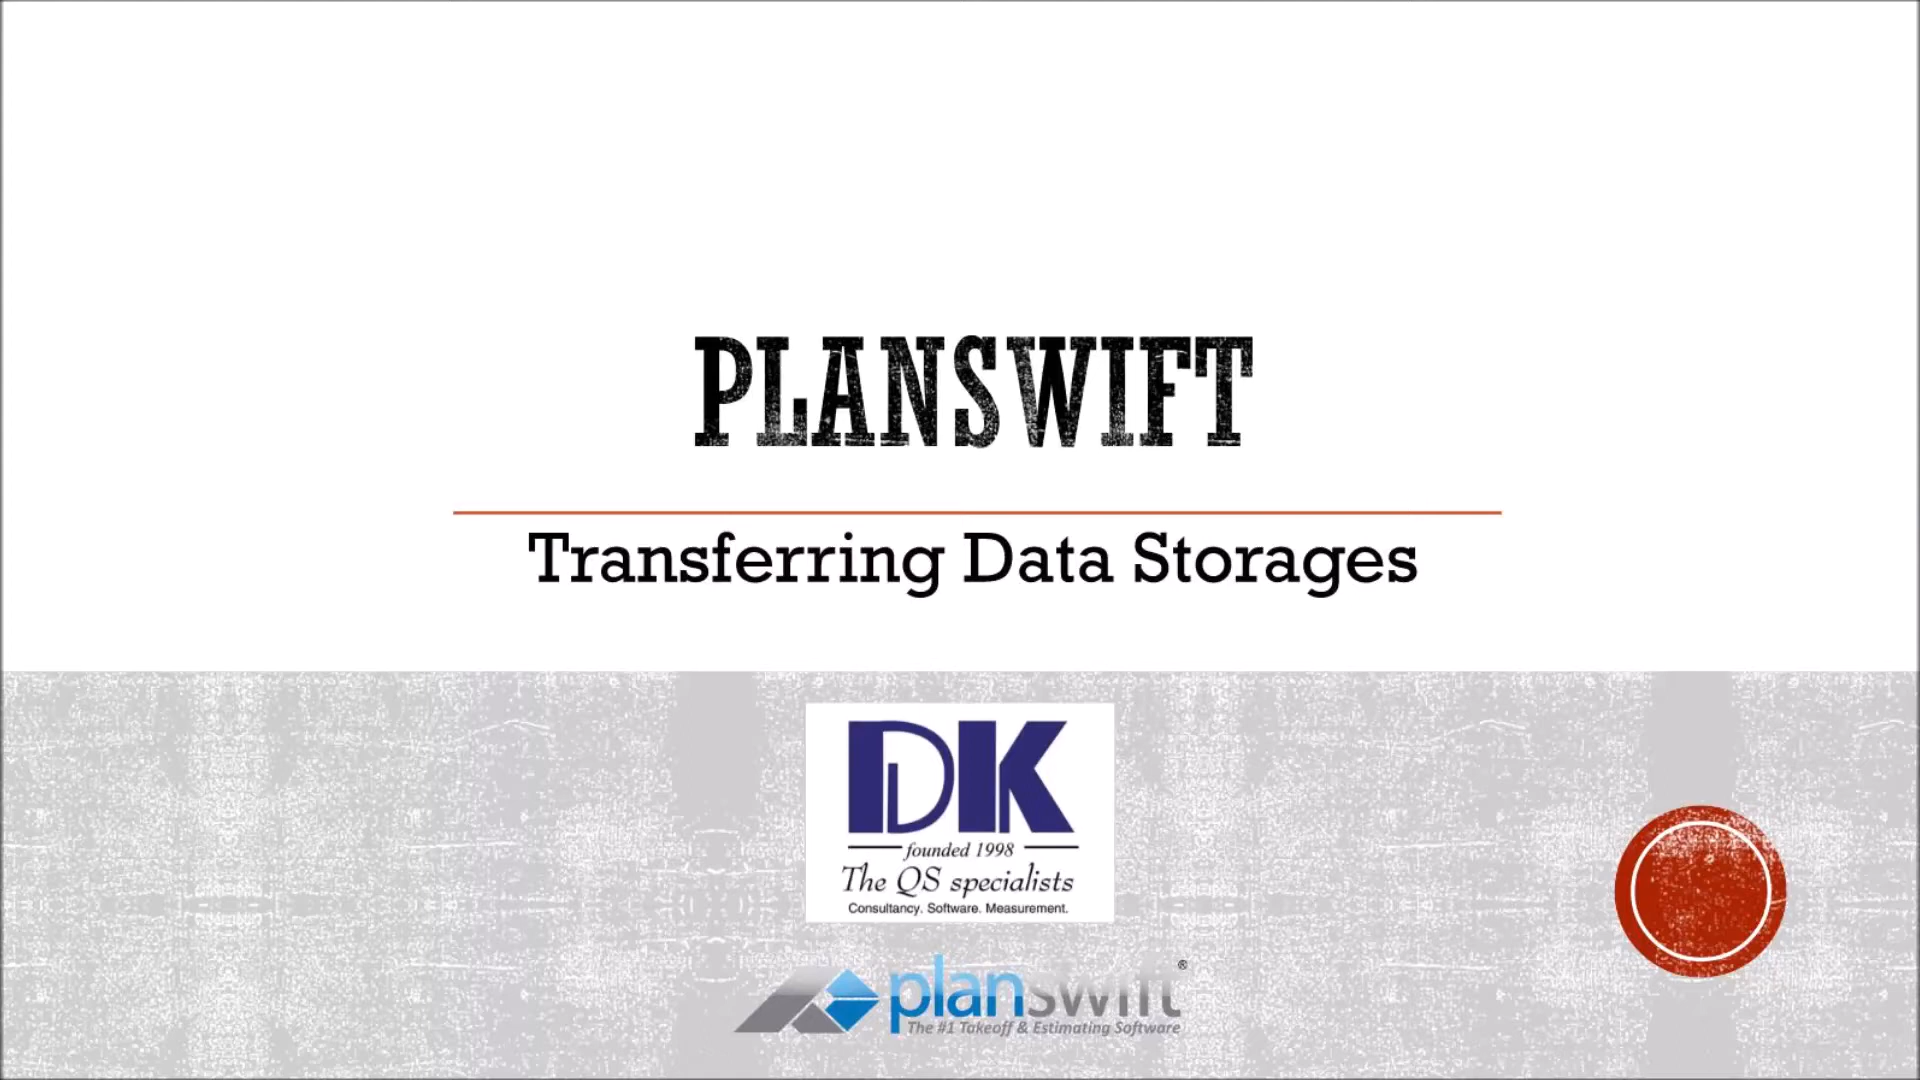 PLANSWIFT
Transferring Data Storages
DK
founded 1998
The QS specialists
Consultancy. Software. Measurement.
planswift®
The #1 Takeoff & Estimating Software